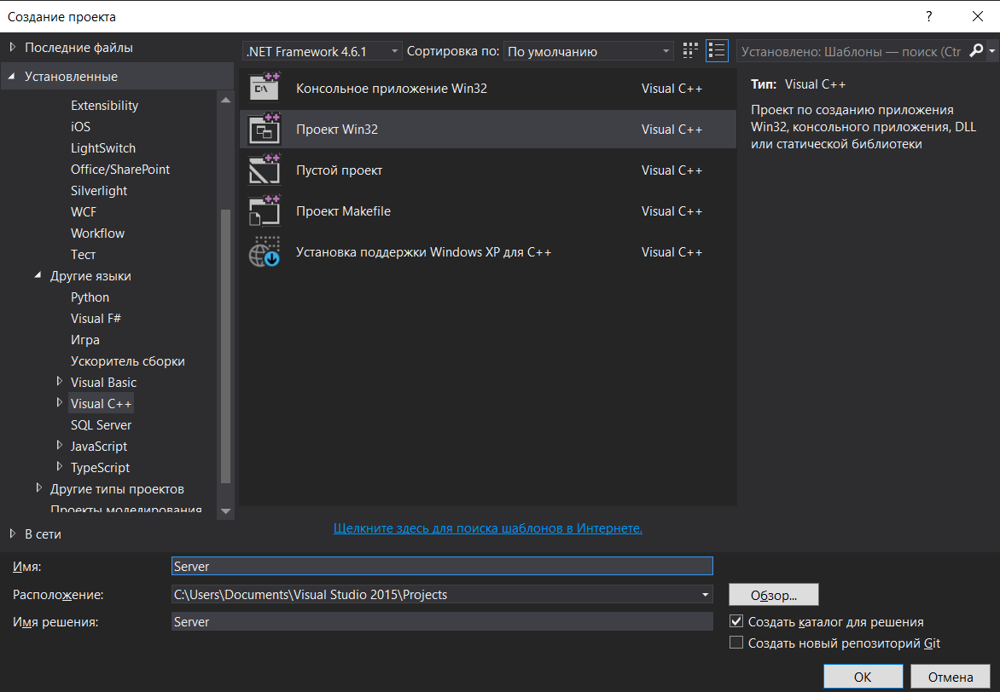 Создание проекта
?
Последние файлы
.NET Framework 4.6.1
Сортировка по:
По умолчанию
Установлено: Шаблоны — поиск (Ctr
Установленные
Extensibility
iOS
LightSwitch
Office/SharePoint
Silverlight
WCF
Workflow
Тест
Другие языки
Python
Visual F#
Игра
Ускоритель сборки
Visual Basic
Visual C++
SQL Server
JavaScript
TypeScript
Другие типы проектов
Проекты моделирования
В сети
Консольное приложение Win32 Visual C++
Проект Win32 Visual C++
Пустой проект Visual C++
Проект Makefile Visual C++
Установка поддержки Windows XP для C++ Visual C++
Щелкните здесь для поиска шаблонов в Интернете.
Тип: Visual C++
Проект по созданию приложения
Win32, консольного приложения, DLL
или статической библиотеки
Имя: Server
Расположение: C:\Users\Documents\Visual Studio 2015\Projects
Обзор...
Имя решения: Server
Создать каталог для решения
Создать новый репозиторий Git
OK
Отмена